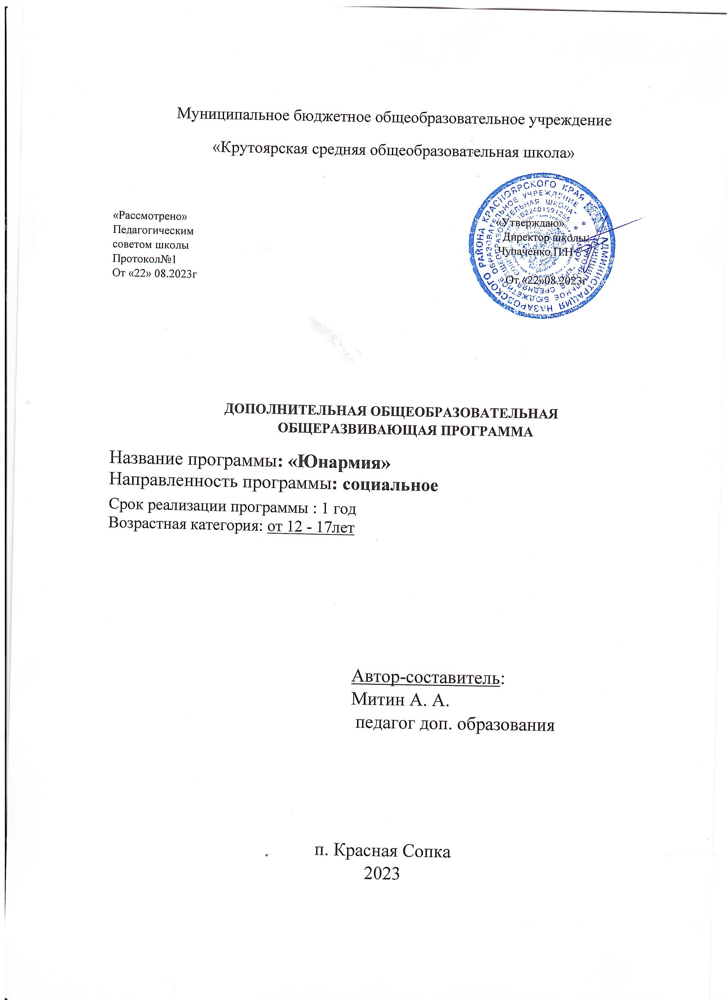 Муниципальное бюджетное общеобразовательное учреждение
«Крутоярская средняя общеобразовательная школа»
«Рассмотрено»
Педагогическим
советом школы
Протокол№1
От «22» 08.2023г
«Утверждаю»
Директор школы
Чупаченко П.Н
От «22»08.2023г
АДМИНИСТРАЦИЯ НАЗАРОВСКОГО РАЙОНА КРАСНОЯРСКОГО КРАЯ
МУНИЦИПАЛЬНОЕ БЮДЖЕТНОЕ ОБЩЕОБРАЗОВАТЕЛЬНОЕ УЧРЕЖДЕНИЕ
СРЕДНЯЯ ОБЩЕОБРАЗОВАТЕЛЬНАЯ ШКОЛА"
1022401591255
ДОПОЛНИТЕЛЬНАЯ ОБЩЕОБРАЗОВАТЕЛЬНАЯ
ОБЩЕРАЗВИВАЮЩАЯ ПРОГРАММА
Название программы: «Юнармия»
Направленность программы: социальное
Срок реализации программы : 1 год
Возрастная категория: от 12 - 17лет
Автор-составитель:
Митин А. А.
педагог доп. образования
п. Красная Сопка
2023